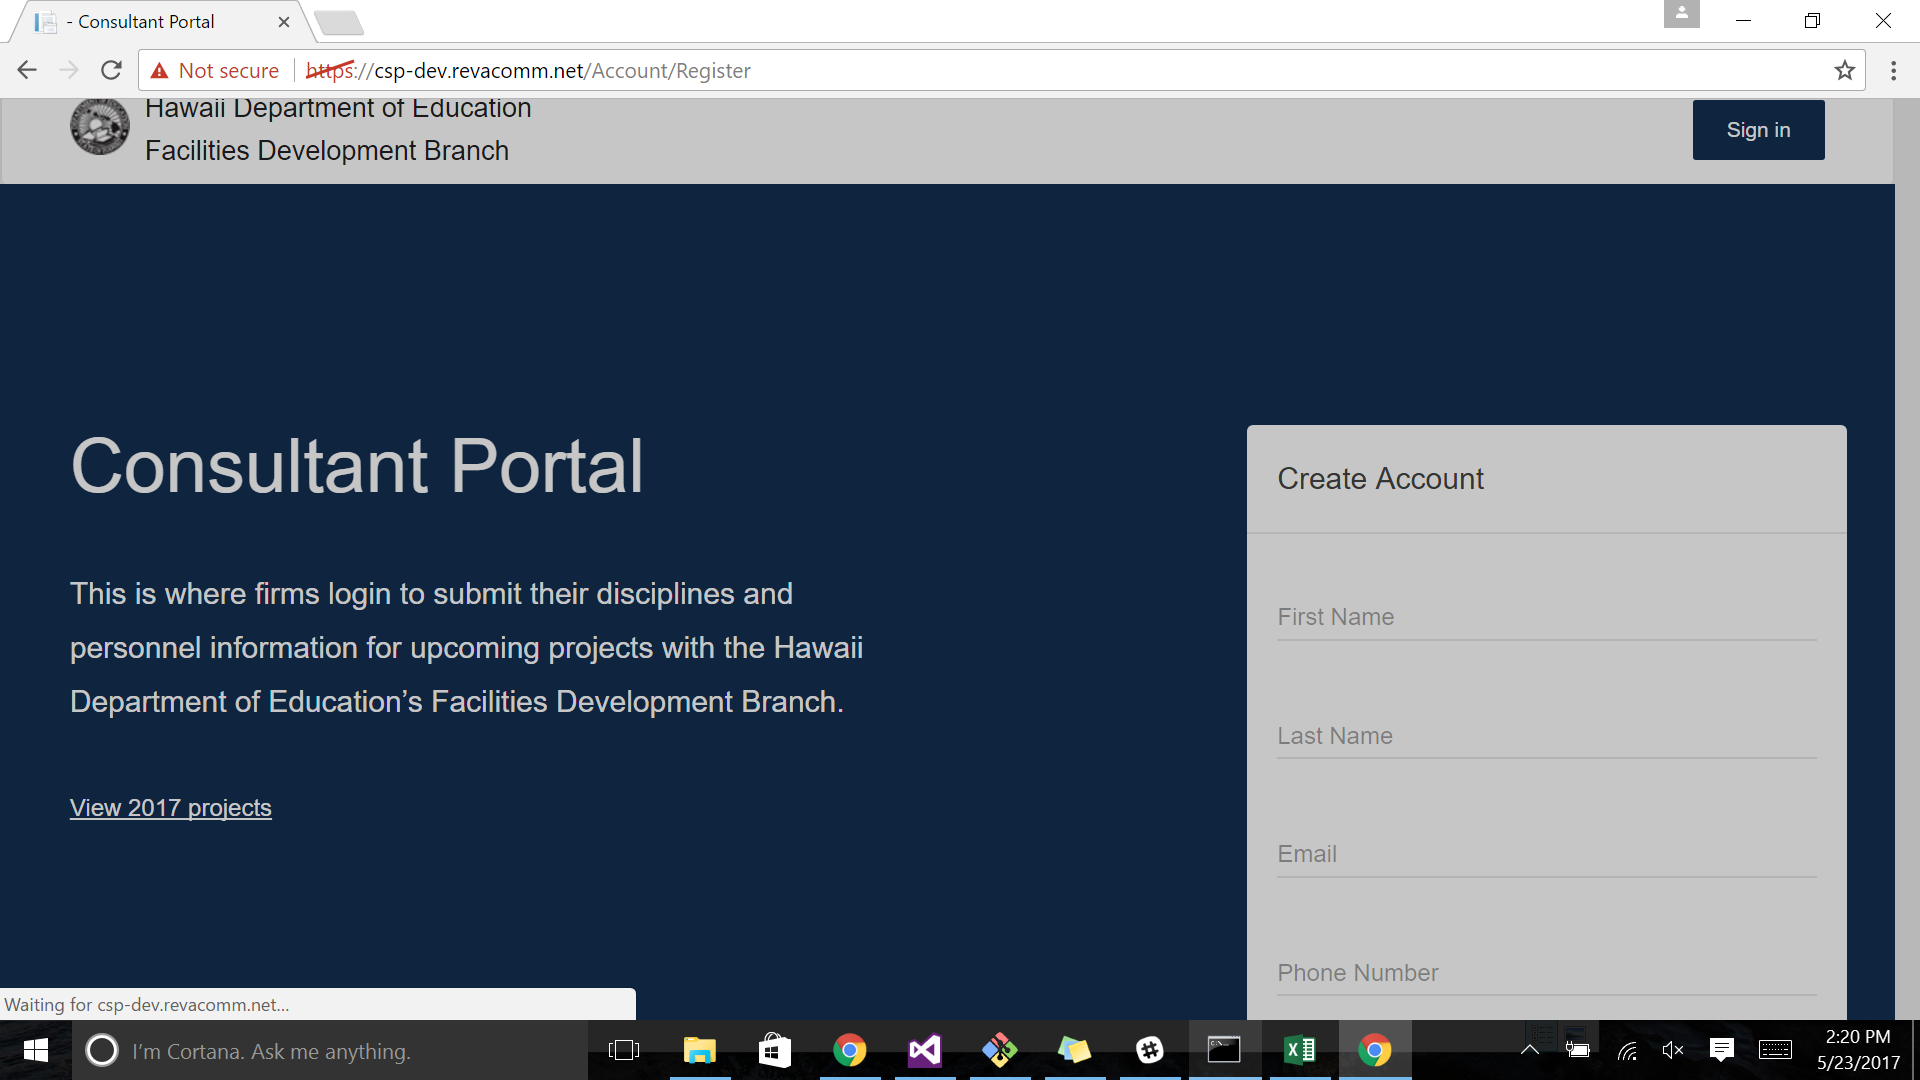 - Consultant Portal
Not secure
https://csp-dev.revacomm.net/Account/Register
Hawaii Department of Education
Facilities Development Branch
Sign in
Consultant Portal
This is where firms login to submit their disciplines and
personnel information for upcoming projects with the Hawaii
Department of Education’s Facilities Development Branch.
View 2017 projects
Create Account
First Name
Last Name
Email
Phone Number
Waiting for csp-dev.revacomm.net...
I’m Cortana. Ask me anything.
2:20 PM
5/23/2017